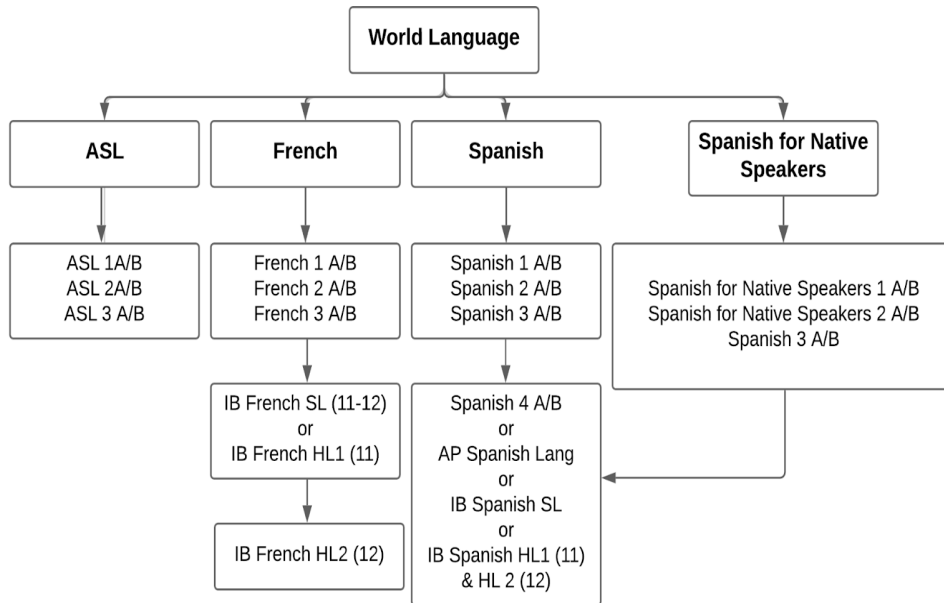 World Language
ASL
French
Spanish
Spanish for Native
Speakers
ASL 1A/B
ASL 2A/B
ASL 3 A/B
French 1 A/B
French 2 A/B
French 3 A/B
Spanish 1 A/B
Spanish 2 A/B
Spanish 3 A/B
Spanish for Native Speakers 1 A/B
Spanish for Native Speakers 2 A/B
Spanish 3 A/B
IB French SL (11-12)
or
IB French HL1 (11)
Spanish 4 A/B
or
AP Spanish Lang
or
IB Spanish SL
or
IB Spanish HL1 (11)
& HL 2 (12)
IB French HL2 (12)